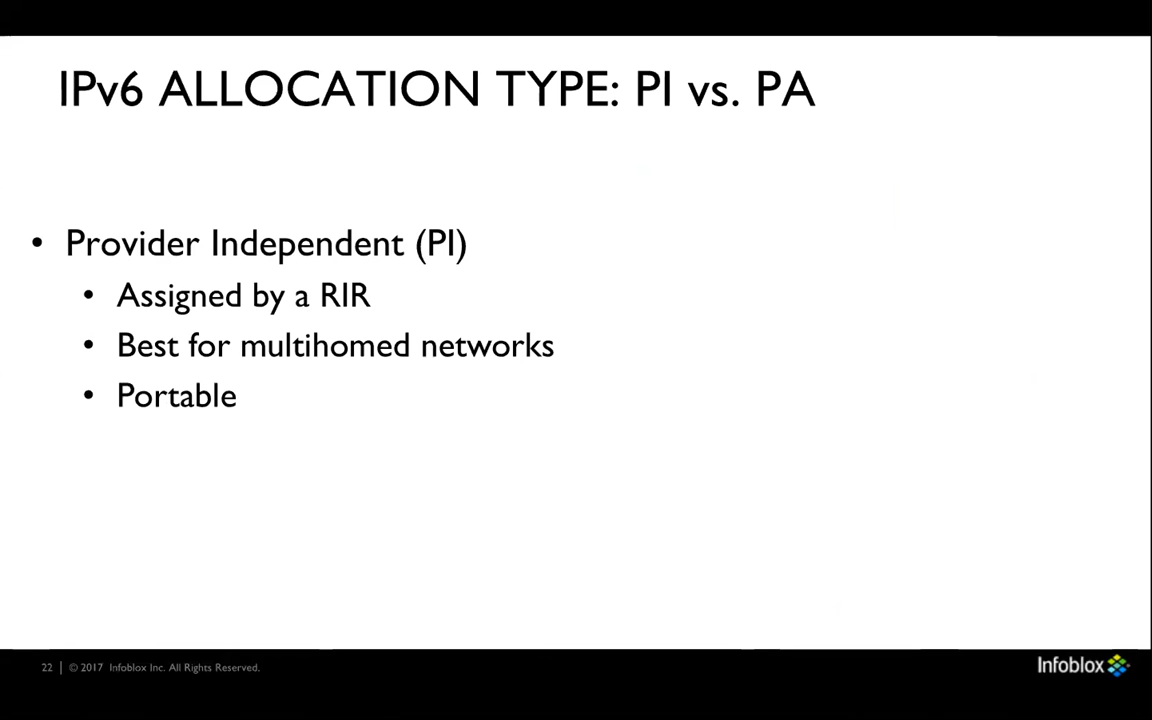 IPv6 ALLOCATION TYPE: PI vs. PA
• Provider Independent (PI)
• Assigned by a RIR
• Best for multihomed networks
• Portable
22 | © 2017 Infoblox Inc. All Rights Reserved.
Infoblox